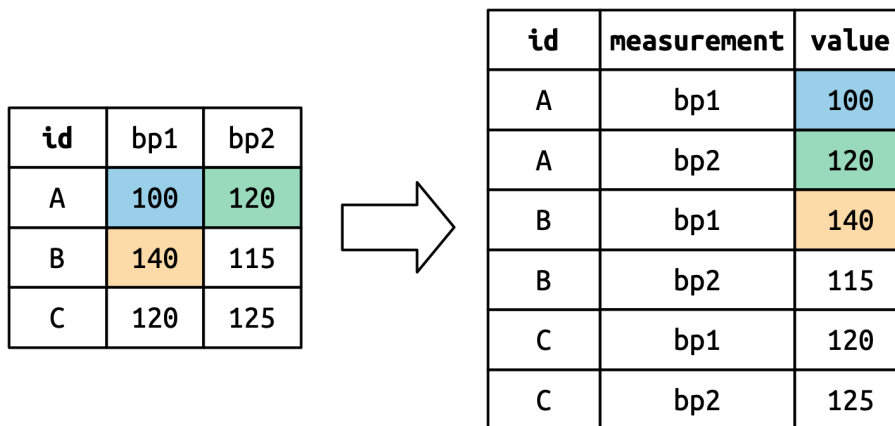 id bp1 bp2
A 100 120
B 140 115
C 120 125
id measurement value
A bp1 100
A bp2 120
B bp1 140
B bp2 115
C bp1 120
C bp2 125